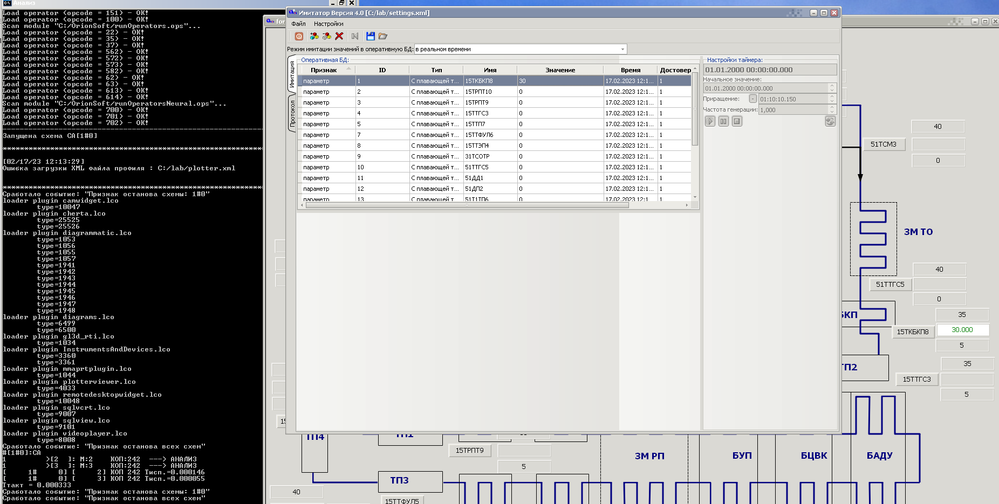 Анализ
Load operator (opcode = 151) - OK!
Load operator (opcode = 100) - OK!
Scan module "C:/OrionSoft/runOperators.ops"...
Load operator (opcode = 22) - OK!
Load operator (opcode = 35) - OK!
Load operator (opcode = 37) - OK!
Load operator (opcode = 562) - OK!
Load operator (opcode = 572) - OK!
Load operator (opcode = 573) - OK!
Load operator (opcode = 582) - OK!
Load operator (opcode = 62) - OK!
Load operator (opcode = 63) - OK!
Load operator (opcode = 613) - OK!
Load operator (opcode = 614) - OK!
Scan module "C:/OrionSoft/runOperatorsNeural.ops"...
Load operator (opcode = 700) - OK!
Load operator (opcode = 701) - OK!
Load operator (opcode = 702) - OK!
Запущена схема СА[1#0]
[02/17/23 12:13:29]
Ошибка загрузки XML файла профиля : C:/lab/plotter.xml
Сработало событие: "Признак останова схемы: 1#0"
loader plugin camwidget.lco
type=10047
loader plugin cherta.lco
type=25525
type=25526
loader plugin diagrammatic.lco
type=1053
type=1056
type=1055
type=1057
type=1941
type=1942
type=1943
type=1944
type=1945
type=1946
type=1947
type=1948
loader plugin diagrams.lco
type=6499
type=6500
loader plugin gl3d_rti.lco
type=1034
loader plugin InstrumentsAndDevices.lco
type=3360
type=3361
loader plugin mmaprtplugin.lco
type=1044
loader plugin plotterviewer.lco
type=4033
loader plugin remotedesktopwidget.lco
type=10048
loader plugin sqlvcrt.lco
type=9007
loader plugin sqlview.lco
type=9101
loader plugin videoplayer.lco
type=8008
Сработало событие: "Признак останова всех схем"
#[1#0]:СА
1 >[2 ]: М:2 КОП:242 ---> АНАЛИЗ
1 >[3 ]: М:3 КОП:242 ---> АНАЛИЗ
[ 1# 0] [ 2] КОП 242 Тисп.=0.000146
[ 1# 0] [ 3] КОП 242 Тисп.=0.000055
Ттакт = 0.000333
Сработало событие: "Признак останова схемы: 1#0"
Сработало событие: "Признак останова всех схем"
for
Имитатор Версия 4.0 [C:/lab/settings.xml]
Файл Настройки
Режим имитации значений в оперативную БД: в реальном времени
Имитация
Протокол
Оперативная БД:
Признак ID Тип Имя Значение Время Достовер
параметр 1 С плавающей т... 15ТКБКП8 30 17.02.2023 12:1... 1
параметр 2 С плавающей т... 15ТРПТ10 0 17.02.2023 12:1... 1
параметр 3 С плавающей т... 15ТРПТ9 0 17.02.2023 12:1... 1
параметр 4 С плавающей т... 15ТТГС3 0 17.02.2023 12:1... 1
параметр 5 С плавающей т... 15ТТП7 0 17.02.2023 12:1... 1
параметр 7 С плавающей т... 15ТТФУЛ6 0 17.02.2023 12:1... 1
параметр 8 С плавающей т... 15ТТЭП4 0 17.02.2023 12:1... 1
параметр 9 С плавающей т... 31ТСОТР 0 17.02.2023 12:1... 1
параметр 10 С плавающей т... 51ТТГС5 0 17.02.2023 12:1... 1
параметр 11 С плавающей т... 51ДД1 0 17.02.2023 12:1... 1
параметр 12 С плавающей т... 51ДП2 0 17.02.2023 12:1... 1
параметр 13 С плавающей т... 51Т1ТП6 0 17.02.2023 12:1 1
Настройки таймера:
01.01.2000 00:00:00.000
Начальное значение:
01.01.2000 00:00:00.000
Приращение: - 01:10:10.150
Частота генерации: 1,000
40
51ТСМ3
0
ЗМ ТО
40
51ТТГС5
0
БКП
35
15ТКБКП8
30.000
5
ТП2
35
15ТТГС3
5
15
ТП4
ТП1
15ТРПТ9
5
ЗМ РП
БУП
БЦВК
БАДУ
ТП3
40
15ТТФУЛ5